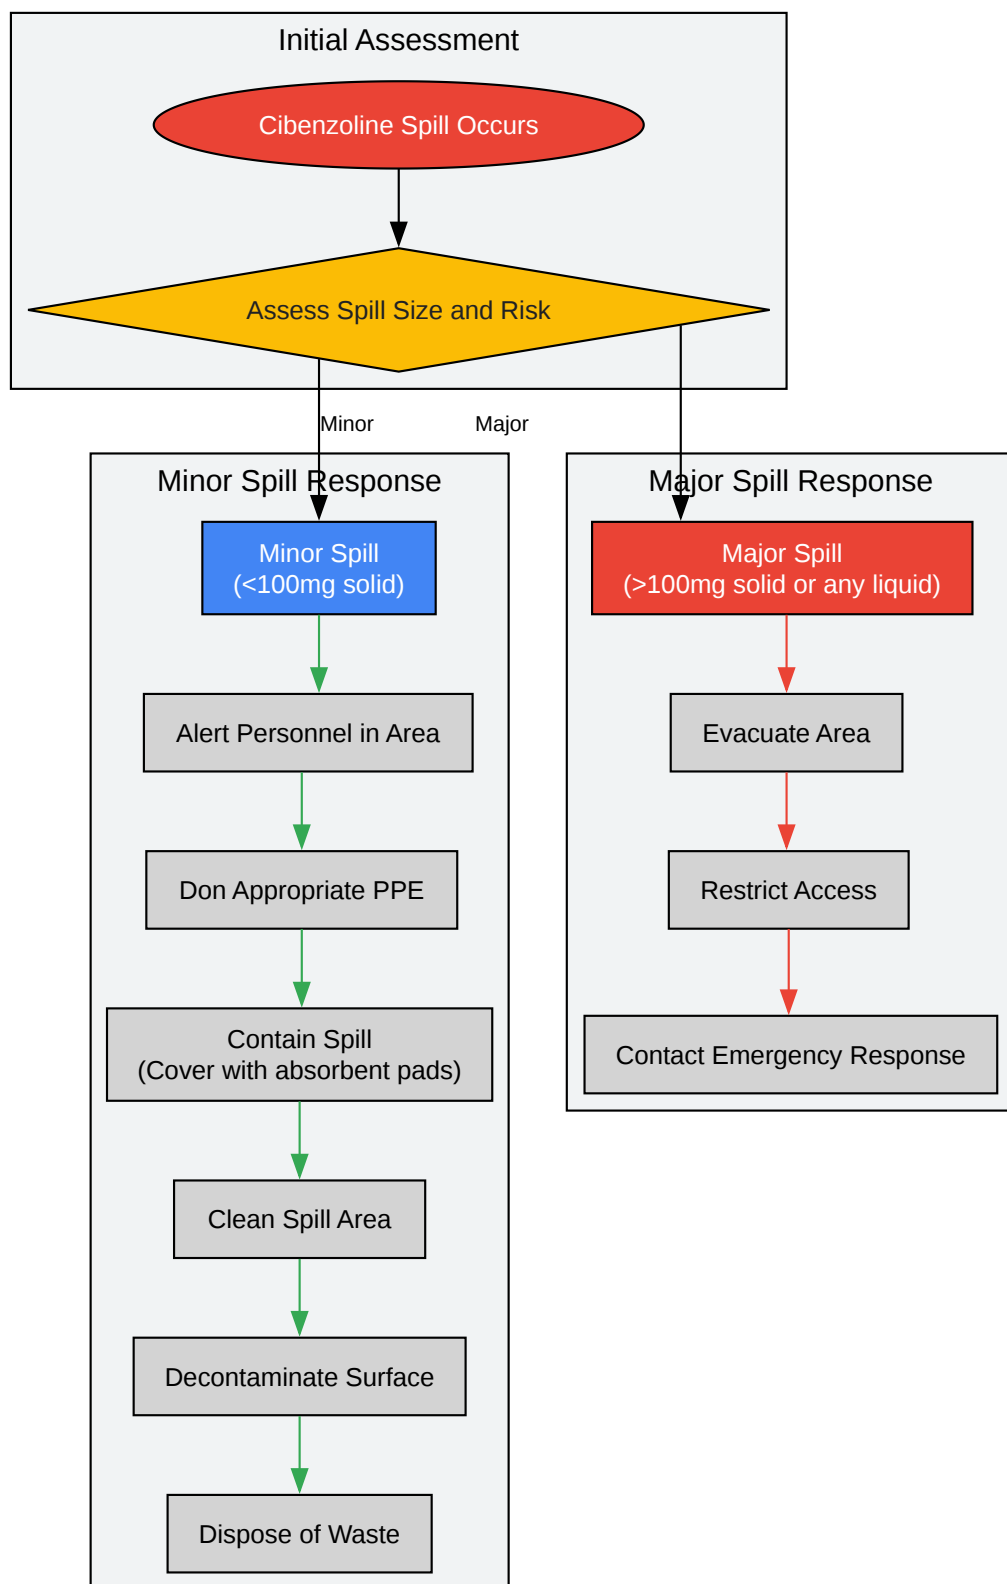 Initial Assessment
Cibenzoline Spill Occurs
Assess Spill Size and Risk
Minor
Major
Minor Spill Response
Minor Spill
(<100mg solid)
Alert Personnel in Area
Don Appropriate PPE
Contain Spill
(Cover with absorbent pads)
Clean Spill Area
Decontaminate Surface
Dispose of Waste
Major Spill Response
Major Spill
(>100mg solid or any liquid)
Evacuate Area
Restrict Access
Contact Emergency Response